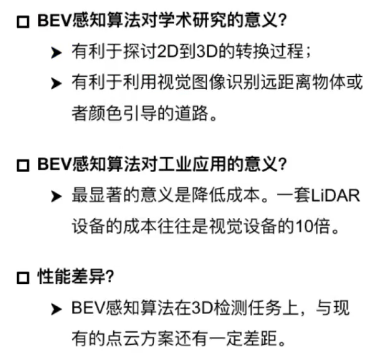 □ BEV感知算法对学术研究的意义?
➤ 有利于探讨2D到3D的转换过程；
➤ 有利于利用视觉图像识别远距离物体或
者颜色引导的道路。
□ BEV感知算法对工业应用的意义?
➤ 最显著的意义是降低成本。一套LiDAR
设备的成本往往是视觉设备的10倍。
□ 性能差异?
➤ BEV感知算法在3D检测任务上，与现
有的点云方案还有一定差距。